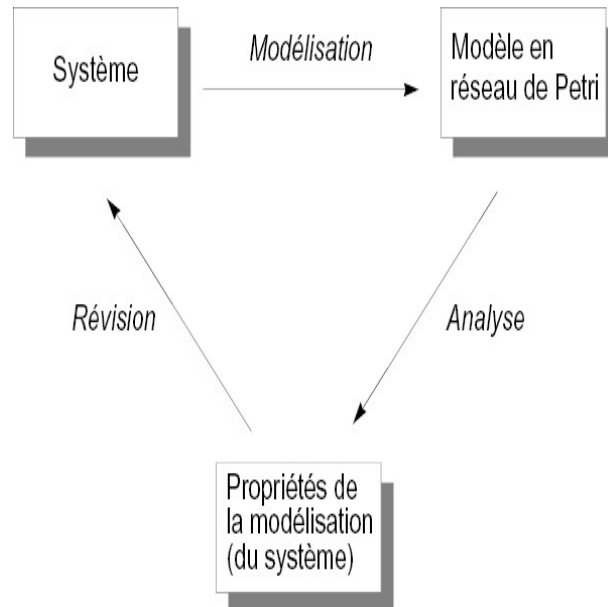 Système
Modélisation
Modèle en
réseau de Petri
Révision
Analyse
Propriétés de
la modélisation
(du système)